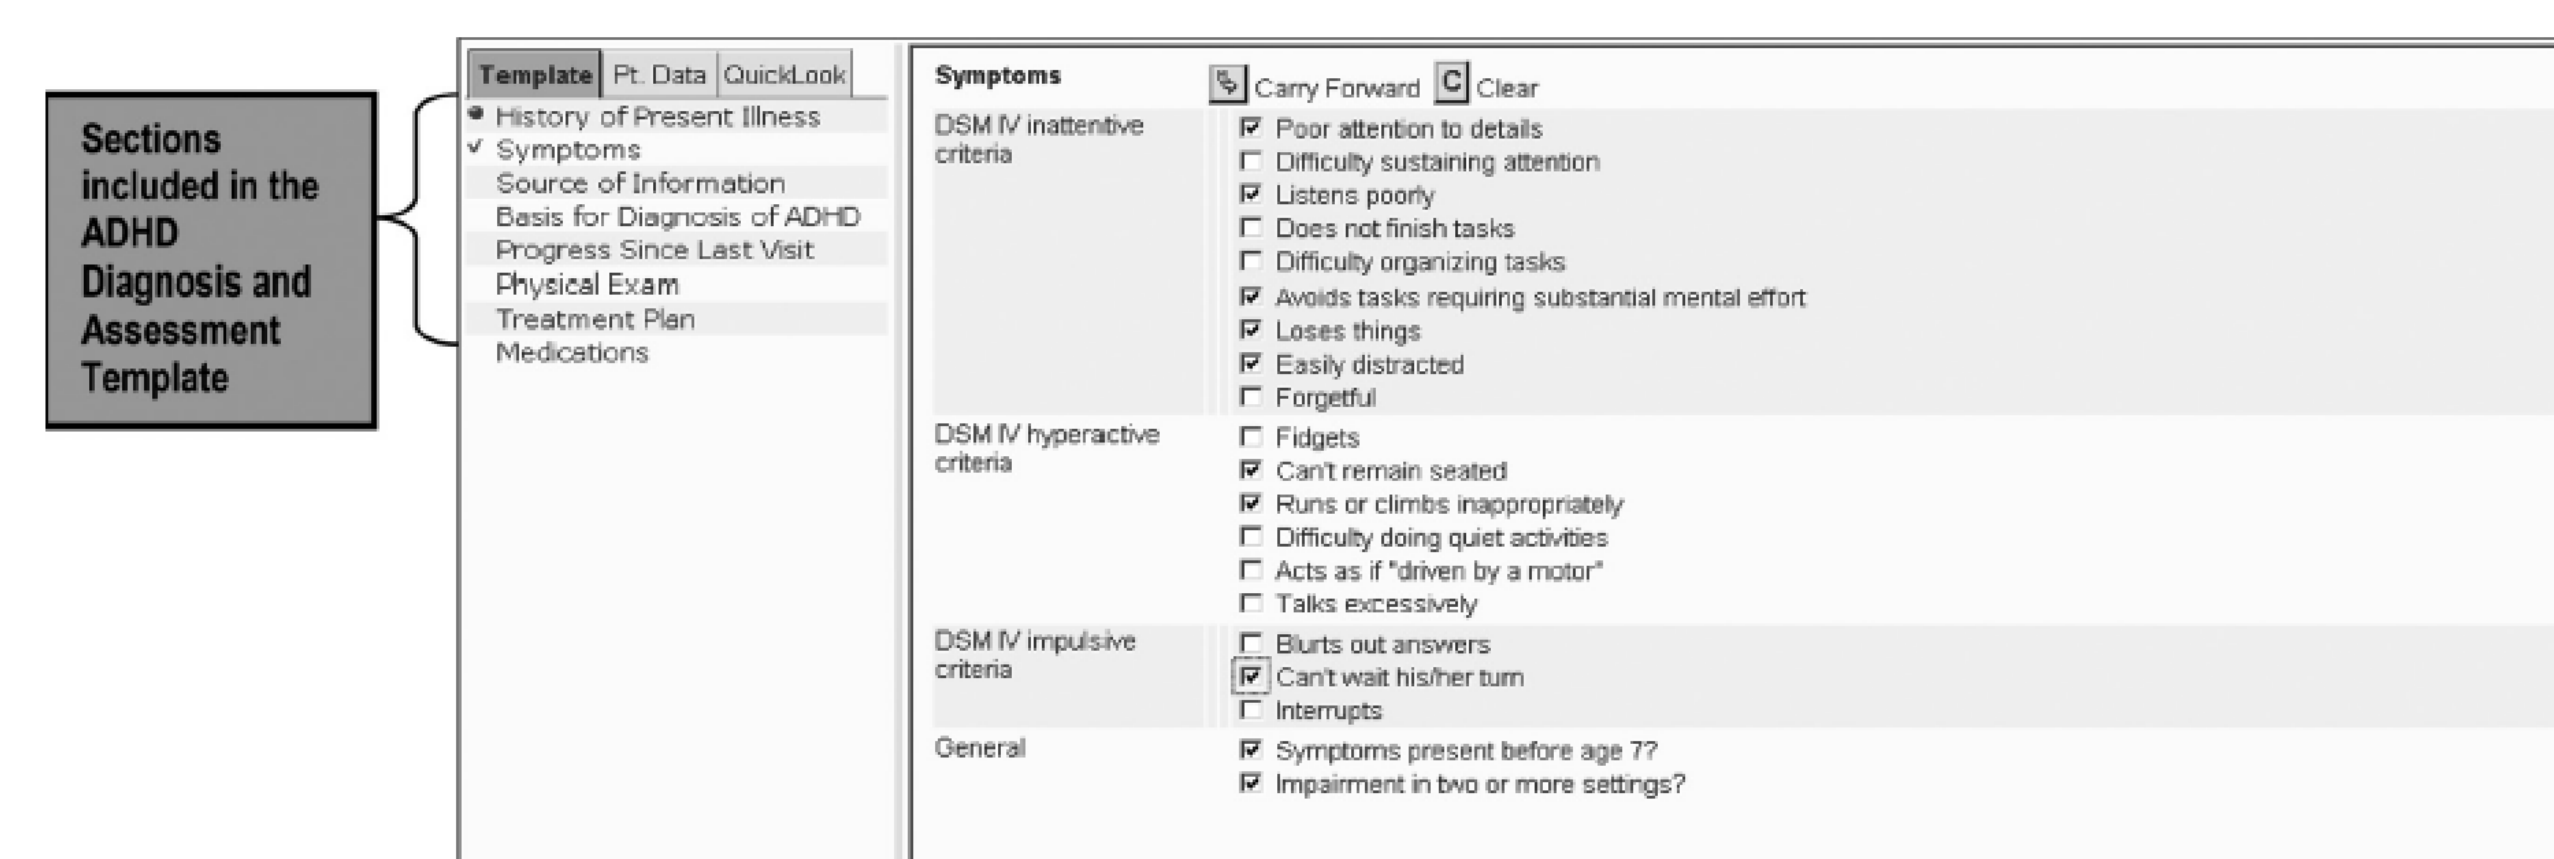 Sections
included in the
ADHD
Diagnosis and
Assessment
Template
Template Pt. Data QuickLook
History of Present Illness
Symptoms
Source of Information
Basis for Diagnosis of ADHD
Progress Since Last Visit
Physical Exam
Treatment Plan
Medications
Symptoms Carry Forward C Clear
DSM IV inattentive
criteria
Poor attention to details
Difficulty sustaining attention
Listens poorly
Does not finish tasks
Difficulty organizing tasks
Avoids tasks requiring substantial mental effort
Loses things
Easily distracted
Forgetful
DSM IV hyperactive
criteria
Fidgets
Can't remain seated
Runs or climbs inappropriately
Difficulty doing quiet activities
Acts as if "driven by a motor"
Talks excessively
DSM IV impulsive
criteria
Blurts out answers
Can't wait his/her turn
Interrupts
General
Symptoms present before age 7?
Impairment in two or more settings?